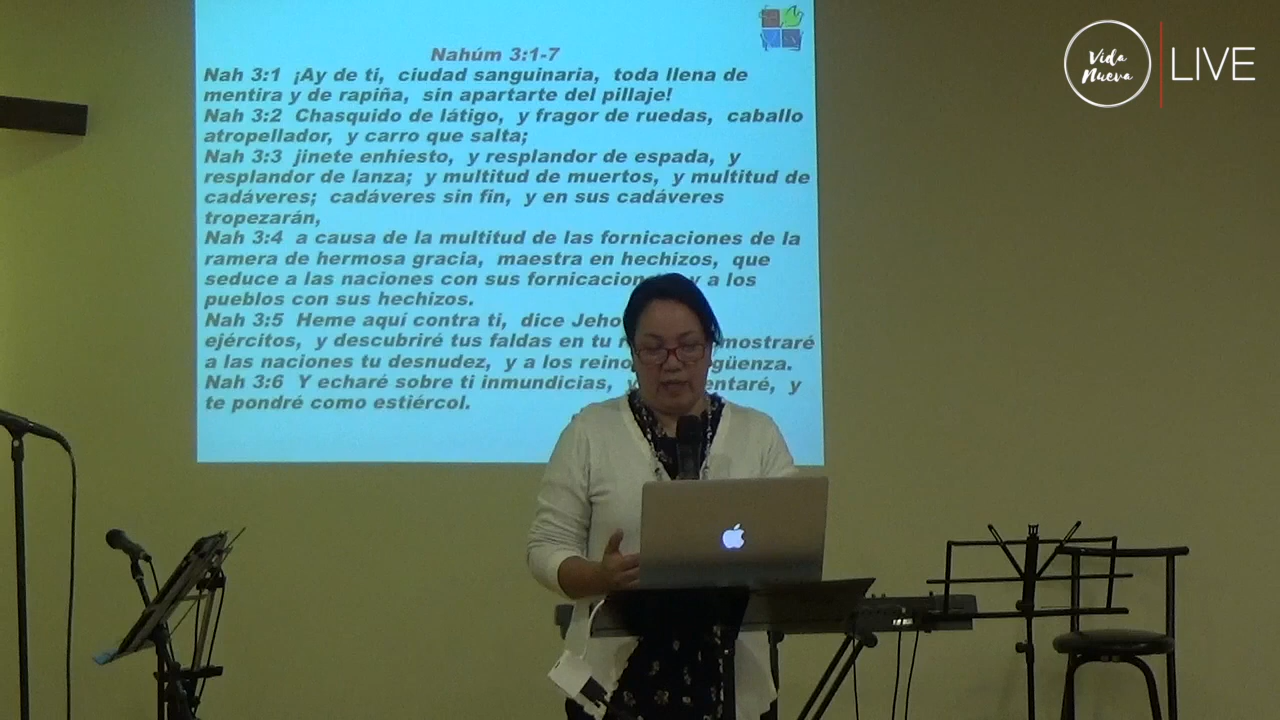 Nahúm 3:1-7
Nah 3:1 ¡Ay de ti, ciudad sanguinaria, toda llena de
mentira y de rapiña, sin apartarte del pillaje!
Nah 3:2 Chasquido de látigo, y fragor de ruedas, caballo
atropellador, y carro que salta;
Nah 3:3 jinete enhiesto, y resplandor de espada, y
resplandor de lanza; y multitud de muertos, y multitud de
cadáveres; cadáveres sin fin, y en sus cadáveres
tropezarán,
Nah 3:4 a causa de la multitud de las fornicaciones de la
ramera de hermosa gracia, maestra en hechizos, que
seduce a las naciones con sus y a los
pueblos con sus hechizos.
Nah 3:5 Heme aquí contra ti, dice
ejércitos, y descubriré tus faldas en tu mostraré
a las naciones tu desnudez, y a los
Nah 3:6 Y echaré sobre ti inmundicias, y
te pondré como estiércol.
Vida
Nueva
LIVE